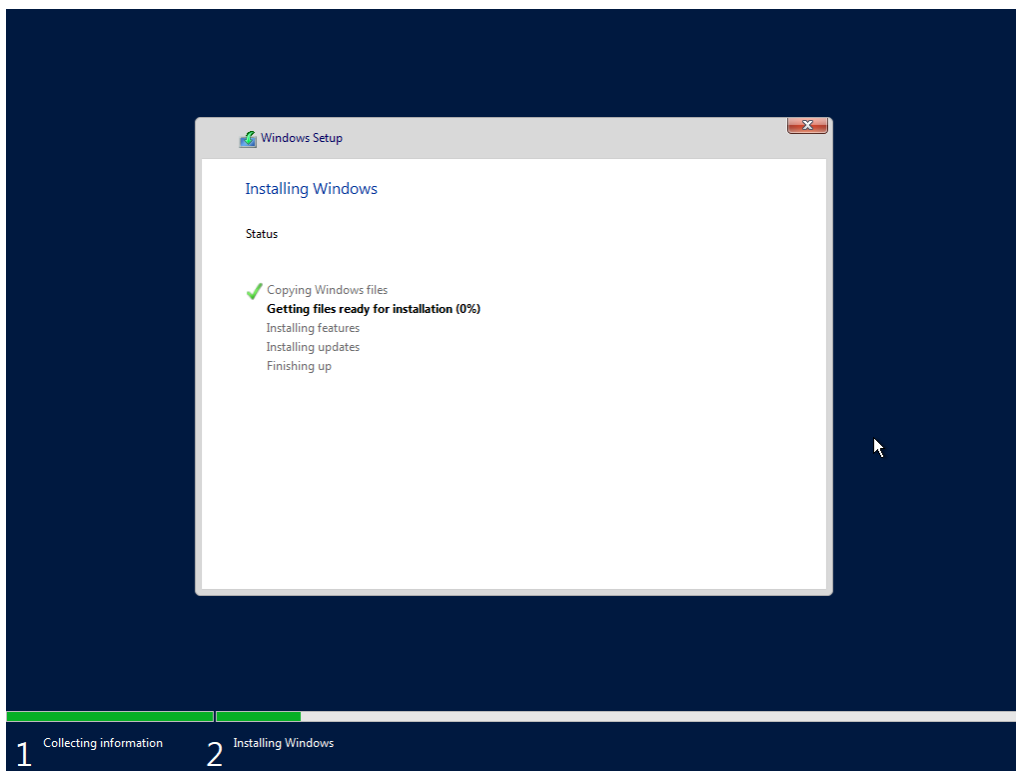 Windows Setup
Installing Windows
Status
Copying Windows files
Getting files ready for installation (0%)
Installing features
Installing updates
Finishing up
1 Collecting information 2 Installing Windows